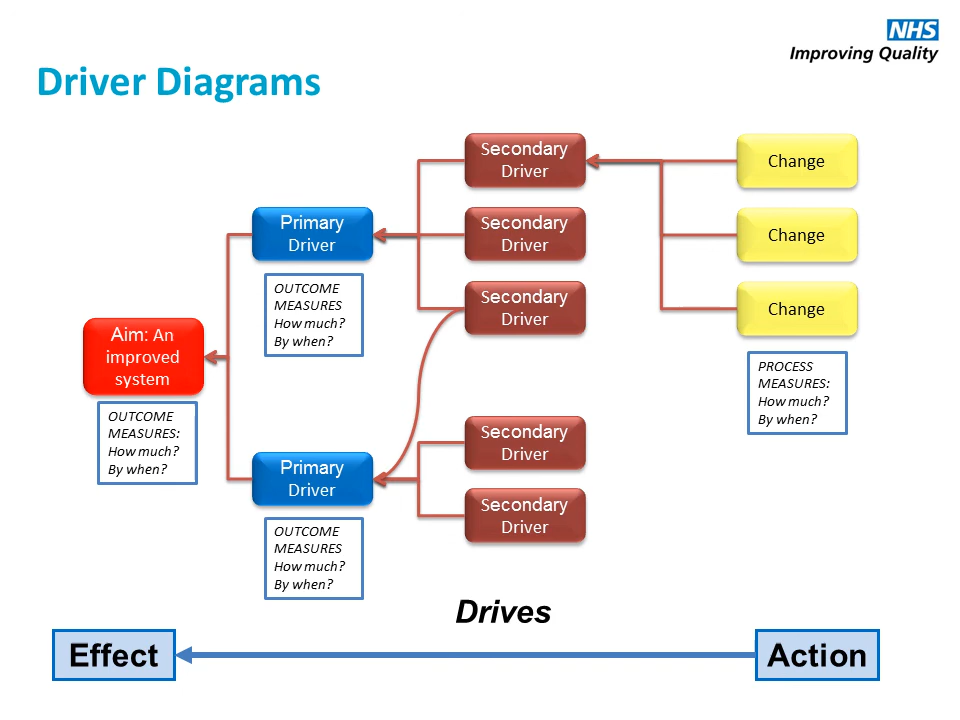 NHS
Improving Quality
Driver Diagrams
Secondary
Driver
Change
Primary
Driver
Secondary
Driver
Change
OUTCOME
MEASURES
How much?
By when?
Secondary
Driver
Change
Aim: An
improved
system
OUTCOME
MEASURES:
How much?
By when?
PROCESS
MEASURES:
How much?
By when?
Primary
Driver
Secondary
Driver
Secondary
Driver
OUTCOME
MEASURES
How much?
By when?
Drives
Effect
Action